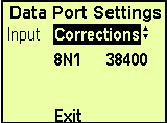 Data Port Settings
Input Corrections
8N1 38400
Exit